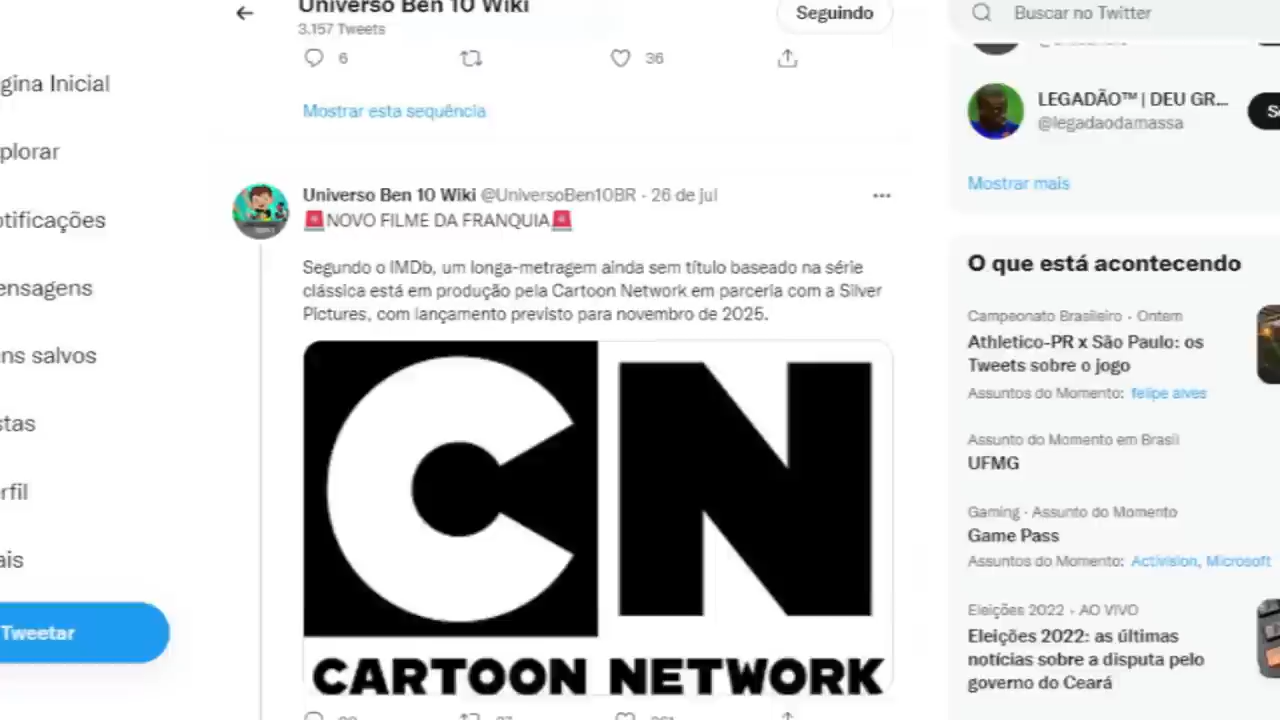 Universo Ben 10 Wiki
3.157 Tweets
Seguindo
Buscar no Twitter
6
36
Mostrar esta sequência
gina Inicial
plorar
otificações
ensagens
ns salvos
stas
erfil
ais
Tweetar
Universo Ben 10 Wiki @UniversoBen10BR · 26 de jul
🚨NOVO FILME DA FRANQUIA🚨
Segundo o IMDb, um longa-metragem ainda sem título baseado na série
clássica está em produção pela Cartoon Network em parceria com a Silver
Pictures, com lançamento previsto para novembro de 2025.
CN
CARTOON NETWORK
LEGADÃO™ | DEU GR...
@legadaodamassa
Mostrar mais
O que está acontecendo
Campeonato Brasileiro · Ontem
Athletico-PR x São Paulo: os
Tweets sobre o jogo
Assuntos do Momento: felipe alves
Assunto do Momento em Brasil
UFMG
Gaming · Assunto do Momento
Game Pass
Assuntos do Momento: Activision, Microsoft
Eleições 2022 · AO VIVO
Eleições 2022: as últimas
notícias sobre a disputa pelo
governo do Ceará